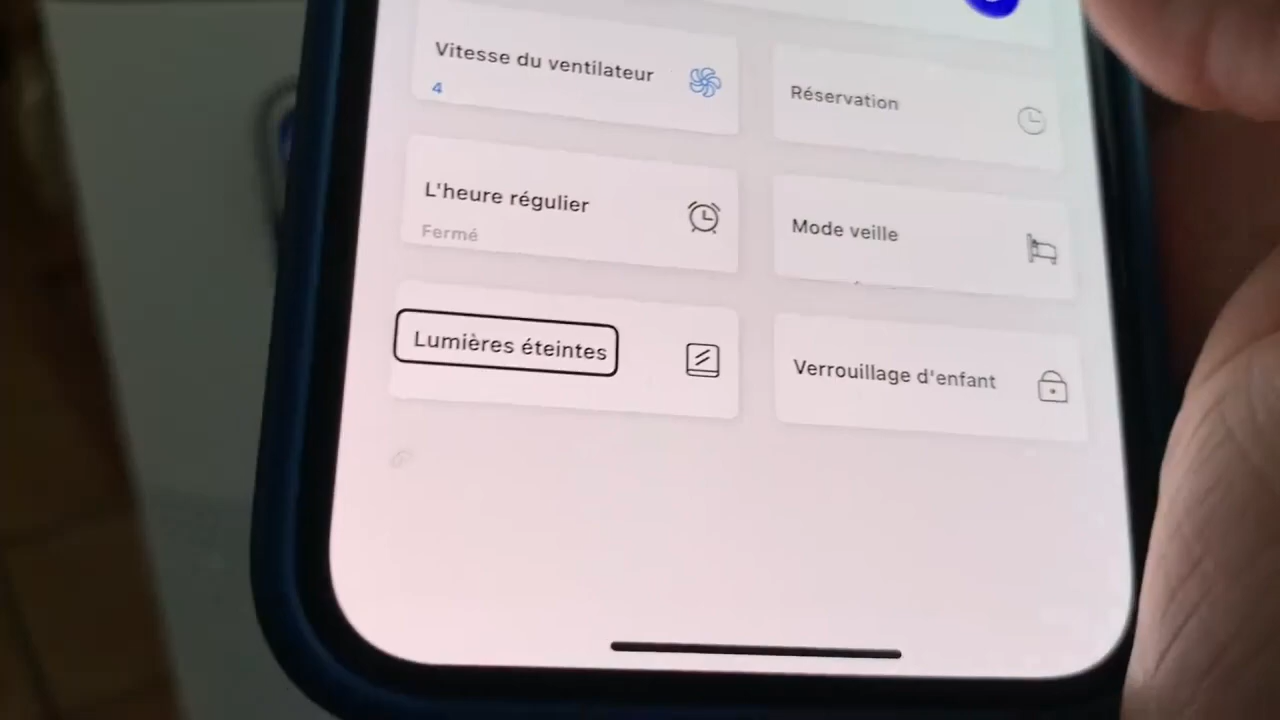 Vitesse du ventilateur
4
Réservation
L'heure régulier
Fermé
Mode veille
Lumières éteintes
Verrouillage d'enfant